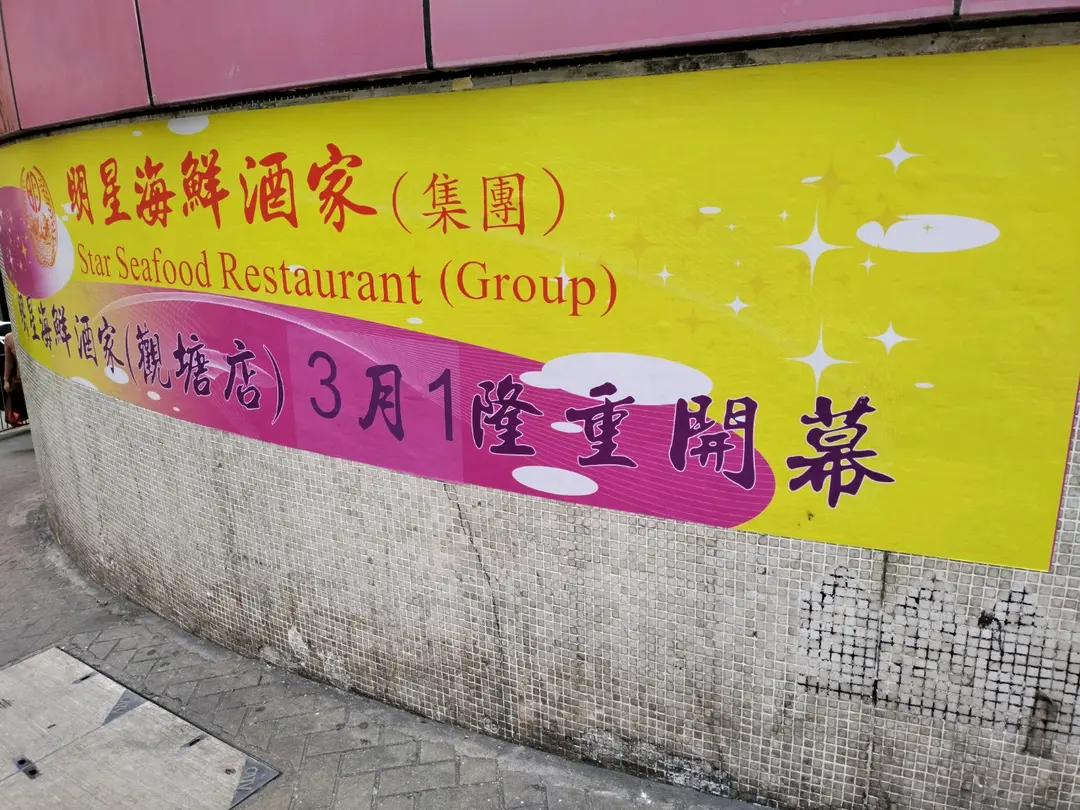 明星海鮮酒家(集團)
Star Seafood Restaurant (Group)
明星海鮮酒家(觀塘店)3月1隆重開幕